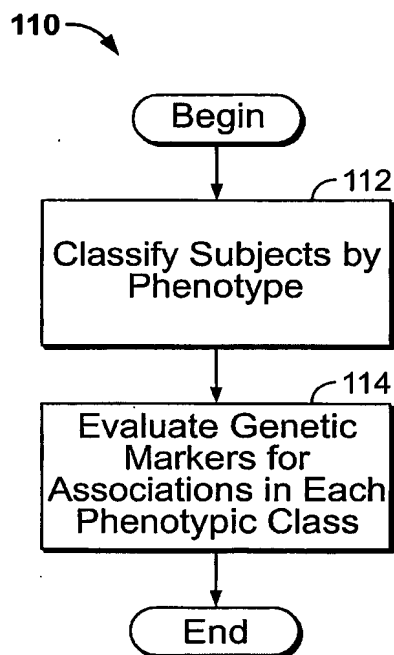 110
Begin
112
Classify Subjects by
Phenotype
114
Evaluate Genetic
Markers for
Associations in Each
Phenotypic Class
End